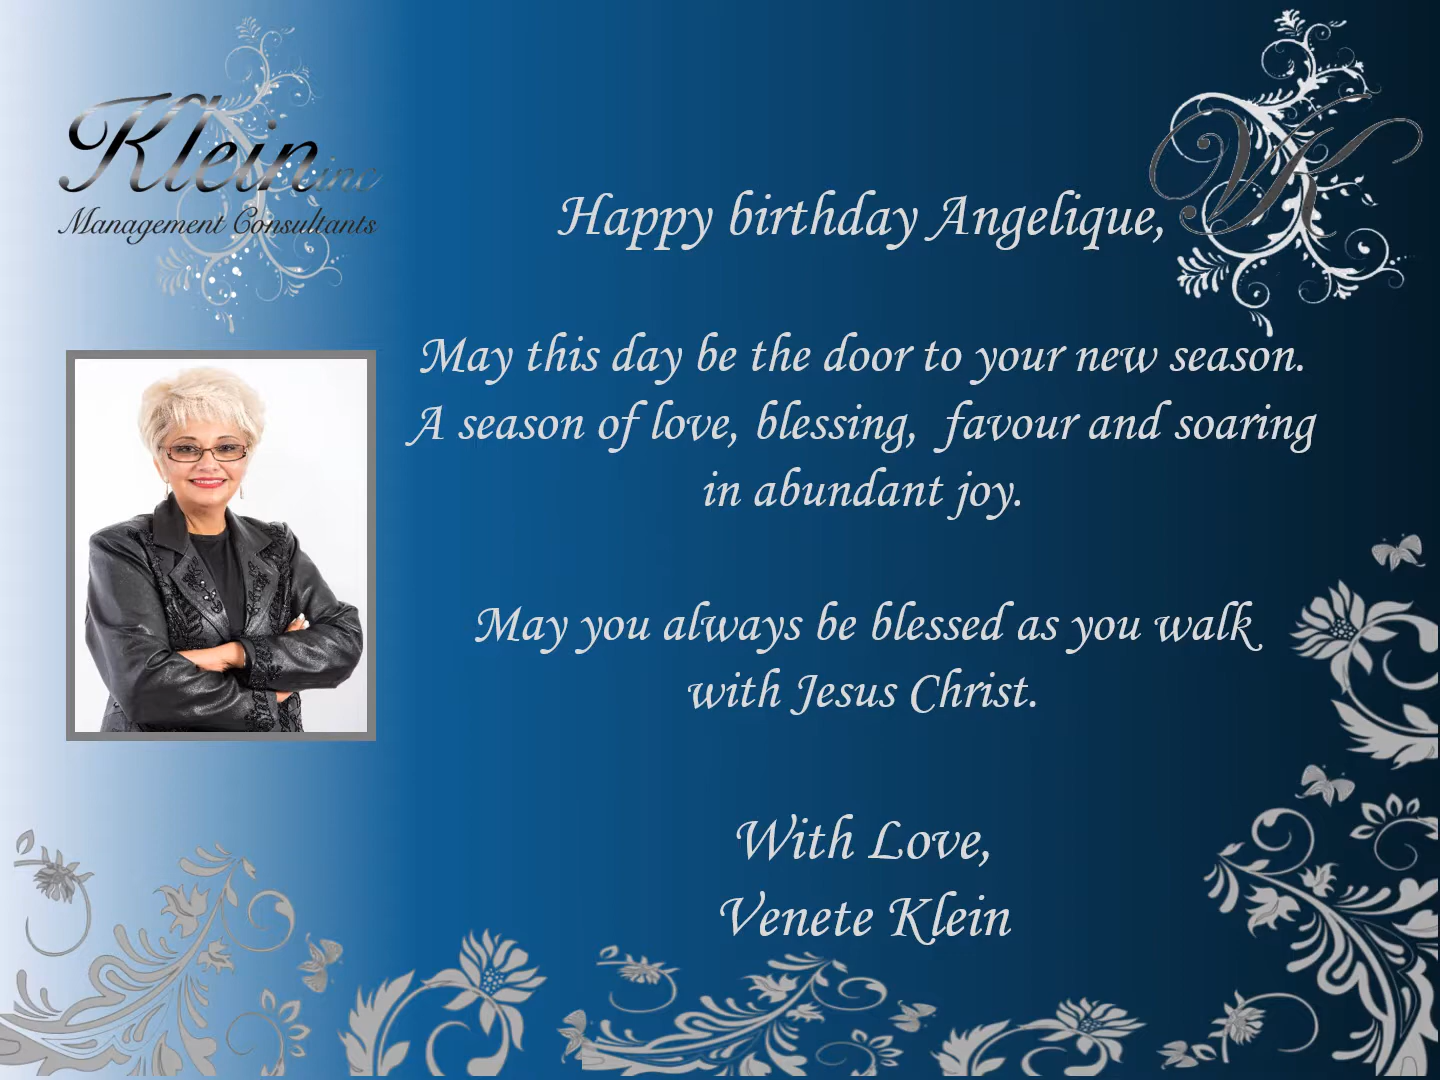 Klein inc
Management Consultants
VK
Happy birthday Angelique,
May this day be the door to your new season.
A season of love, blessing,  favour and soaring
in abundant joy.
May you always be blessed as you walk
with Jesus Christ.
With Love,
Venete Klein